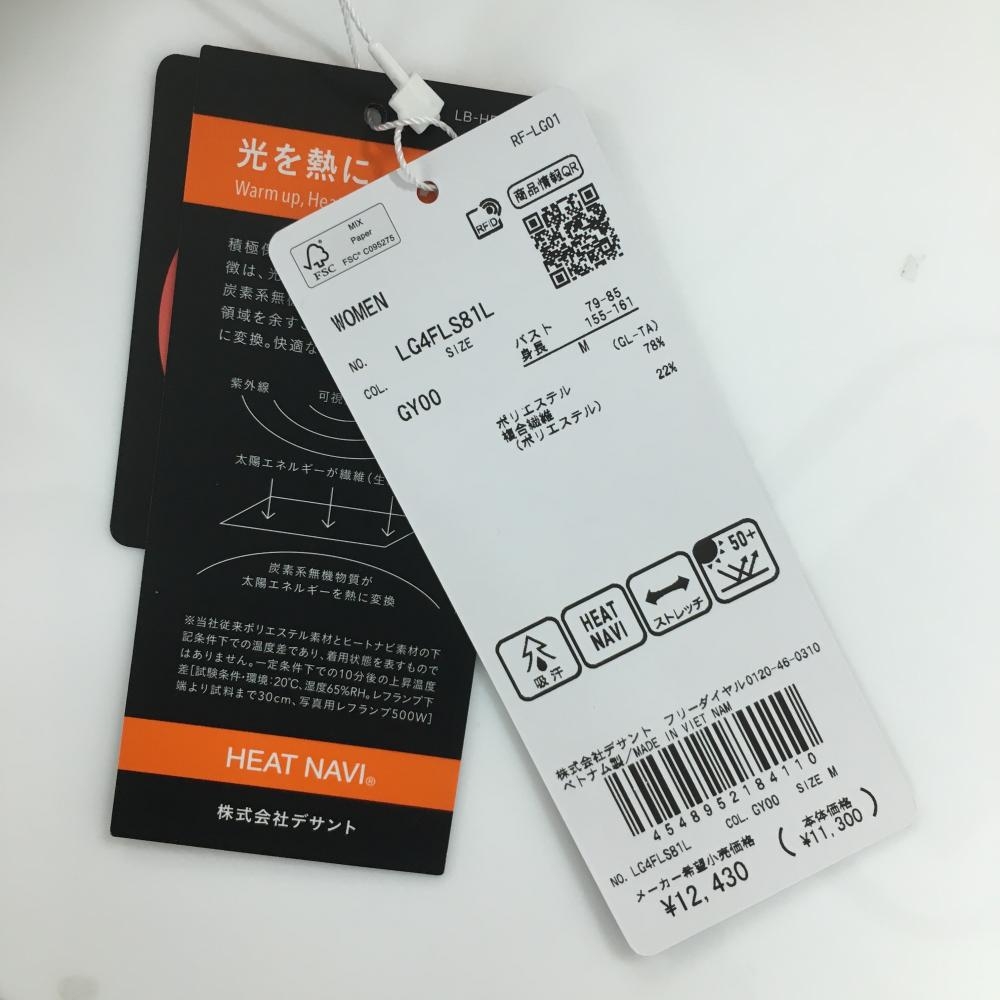 LB-H
光を熱に
Warm up, Hea
積極保
徴は、光
炭素系無機
領域を余す
に変換。快適な
紫外線
可視
太陽エネルギーが繊維(生
炭素系無機物質が
太陽エネルギーを熱に変換
※当社従来ポリエステル素材とヒートナビ素材の下
記条件下での温度差であり、着用状態を表すもので
はありません。一定条件下での10分後の上昇温度
差[試験条件・環境:20℃、湿度65%RH。レフランプ下
端より試料まで30cm、写真用レフランプ500W]
HEAT NAVI®
株式会社デサント
RF-LG01
商品情報QR
RFID
MIX
Paper
FSC® C095275
FSC
WOMEN
NO. LG4FLS81L
SIZE
バスト 79-85
身長 155-161
M (GL-TA)
COL. GY00
ポリエステル 78%
複合繊維 22%
(ポリエステル)
吸汗
HEAT
NAVI
ストレッチ
50+
株式会社デサント フリーダイヤル0120-46-0310
ベトナム製/MADE IN VIET NAM
4548952184110
COL. GY00 SIZE M
NO. LG4FLS81L
メーカー希望小売価格
¥12,430
(本体価格
¥11,300)